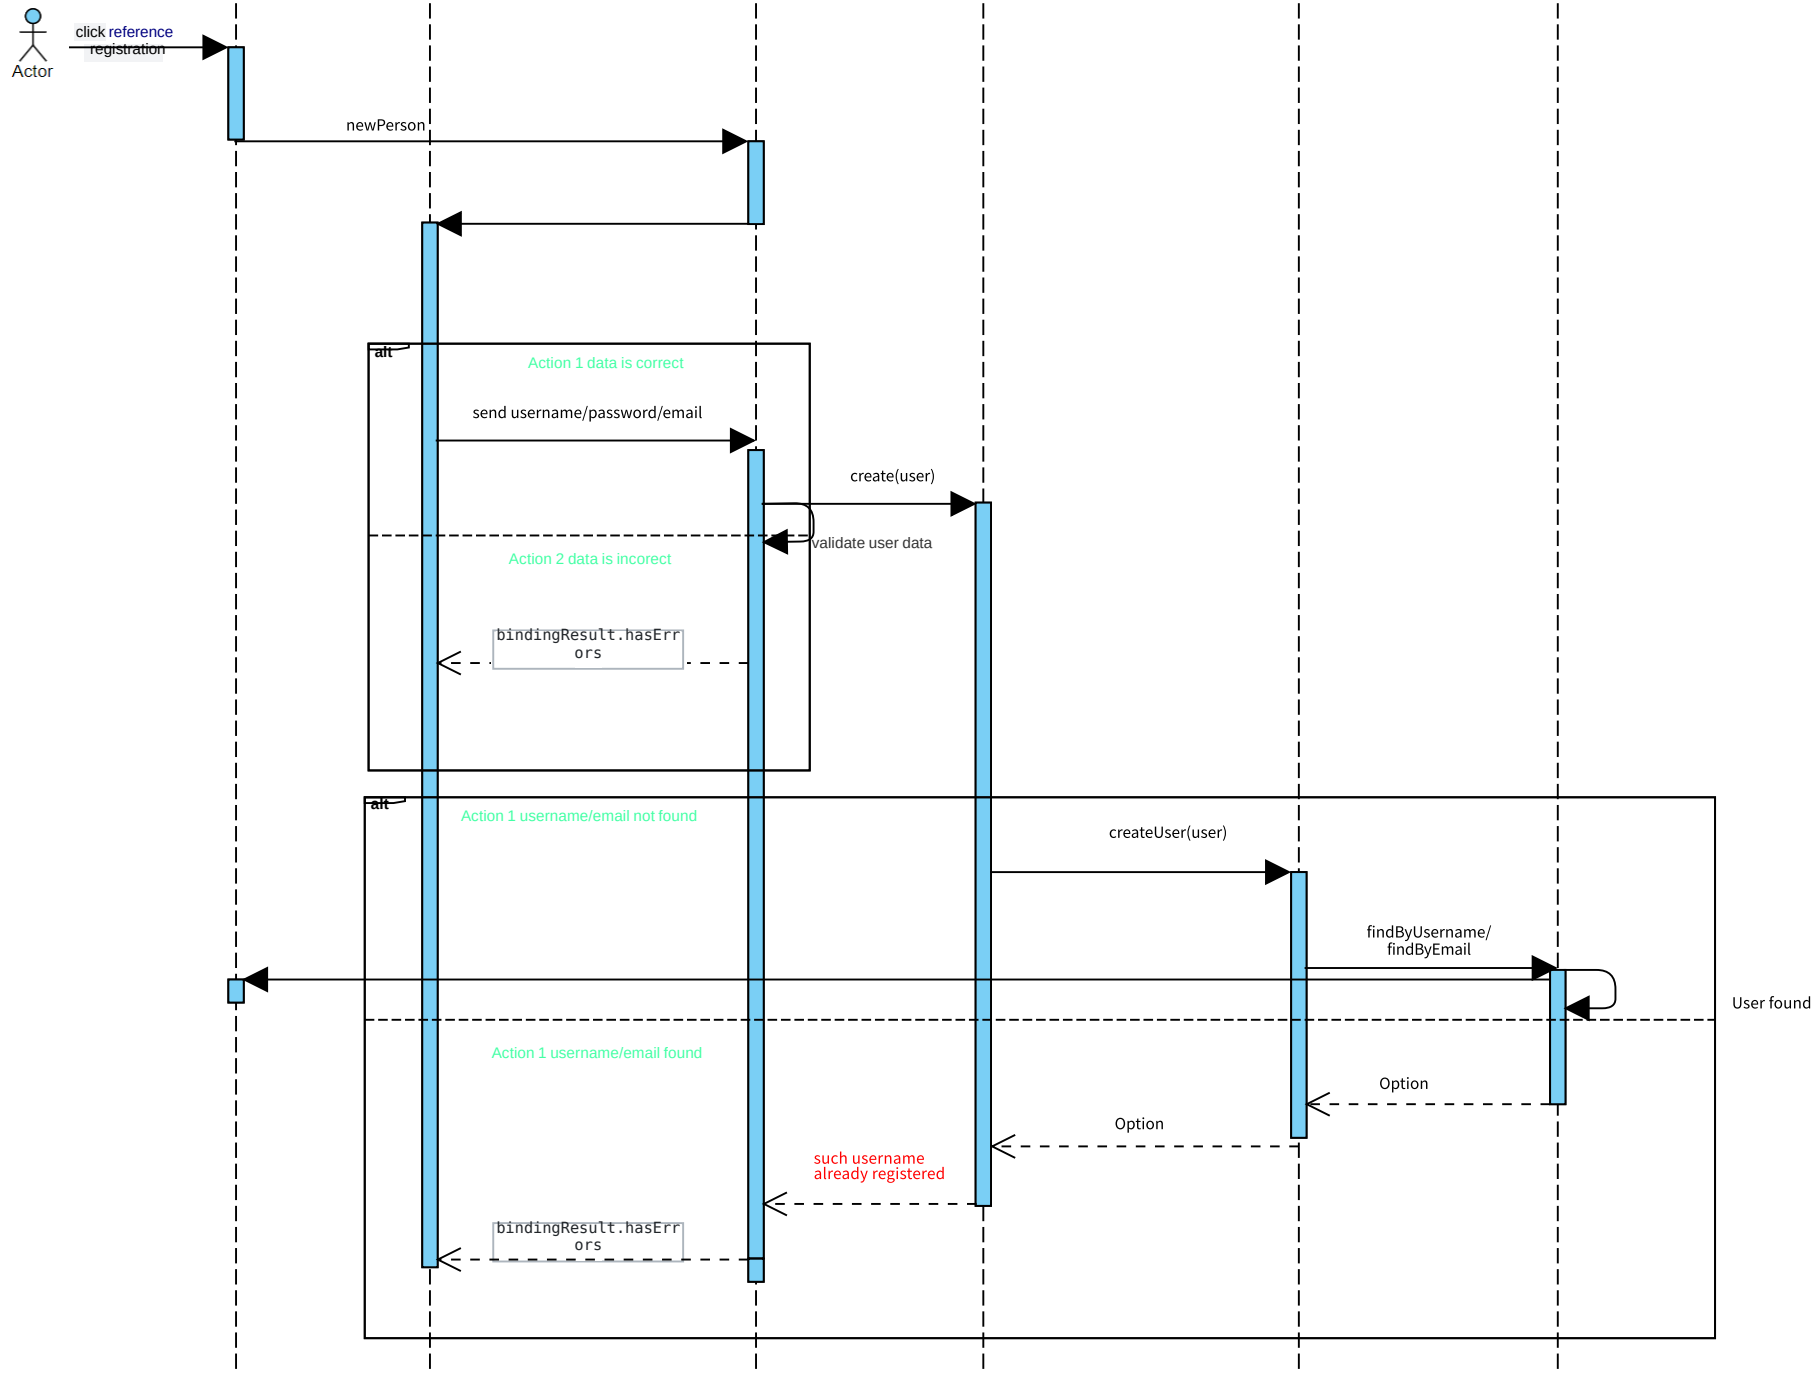 click reference
registration
Actor
newPerson
alt
Action 1 data is correct
send username/password/email
create(user)
validate user data
Action 2 data is incorect
bindingResult.hasErr
ors
alt
Action 1 username/email not found
createUser(user)
findByUsername/
findByEmail
User found
Action 1 username/email found
Option
Option
such username
already registered
bindingResult.hasErr
ors